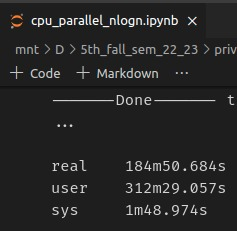 cpu_parallel_nlogn.ipynb
mnt > D > 5th_fall_sem_22_23 > priv
+ Code + Markdown ...
———Done——— t
...
real 184m50.684s
user 312m29.057s
sys 1m48.974s